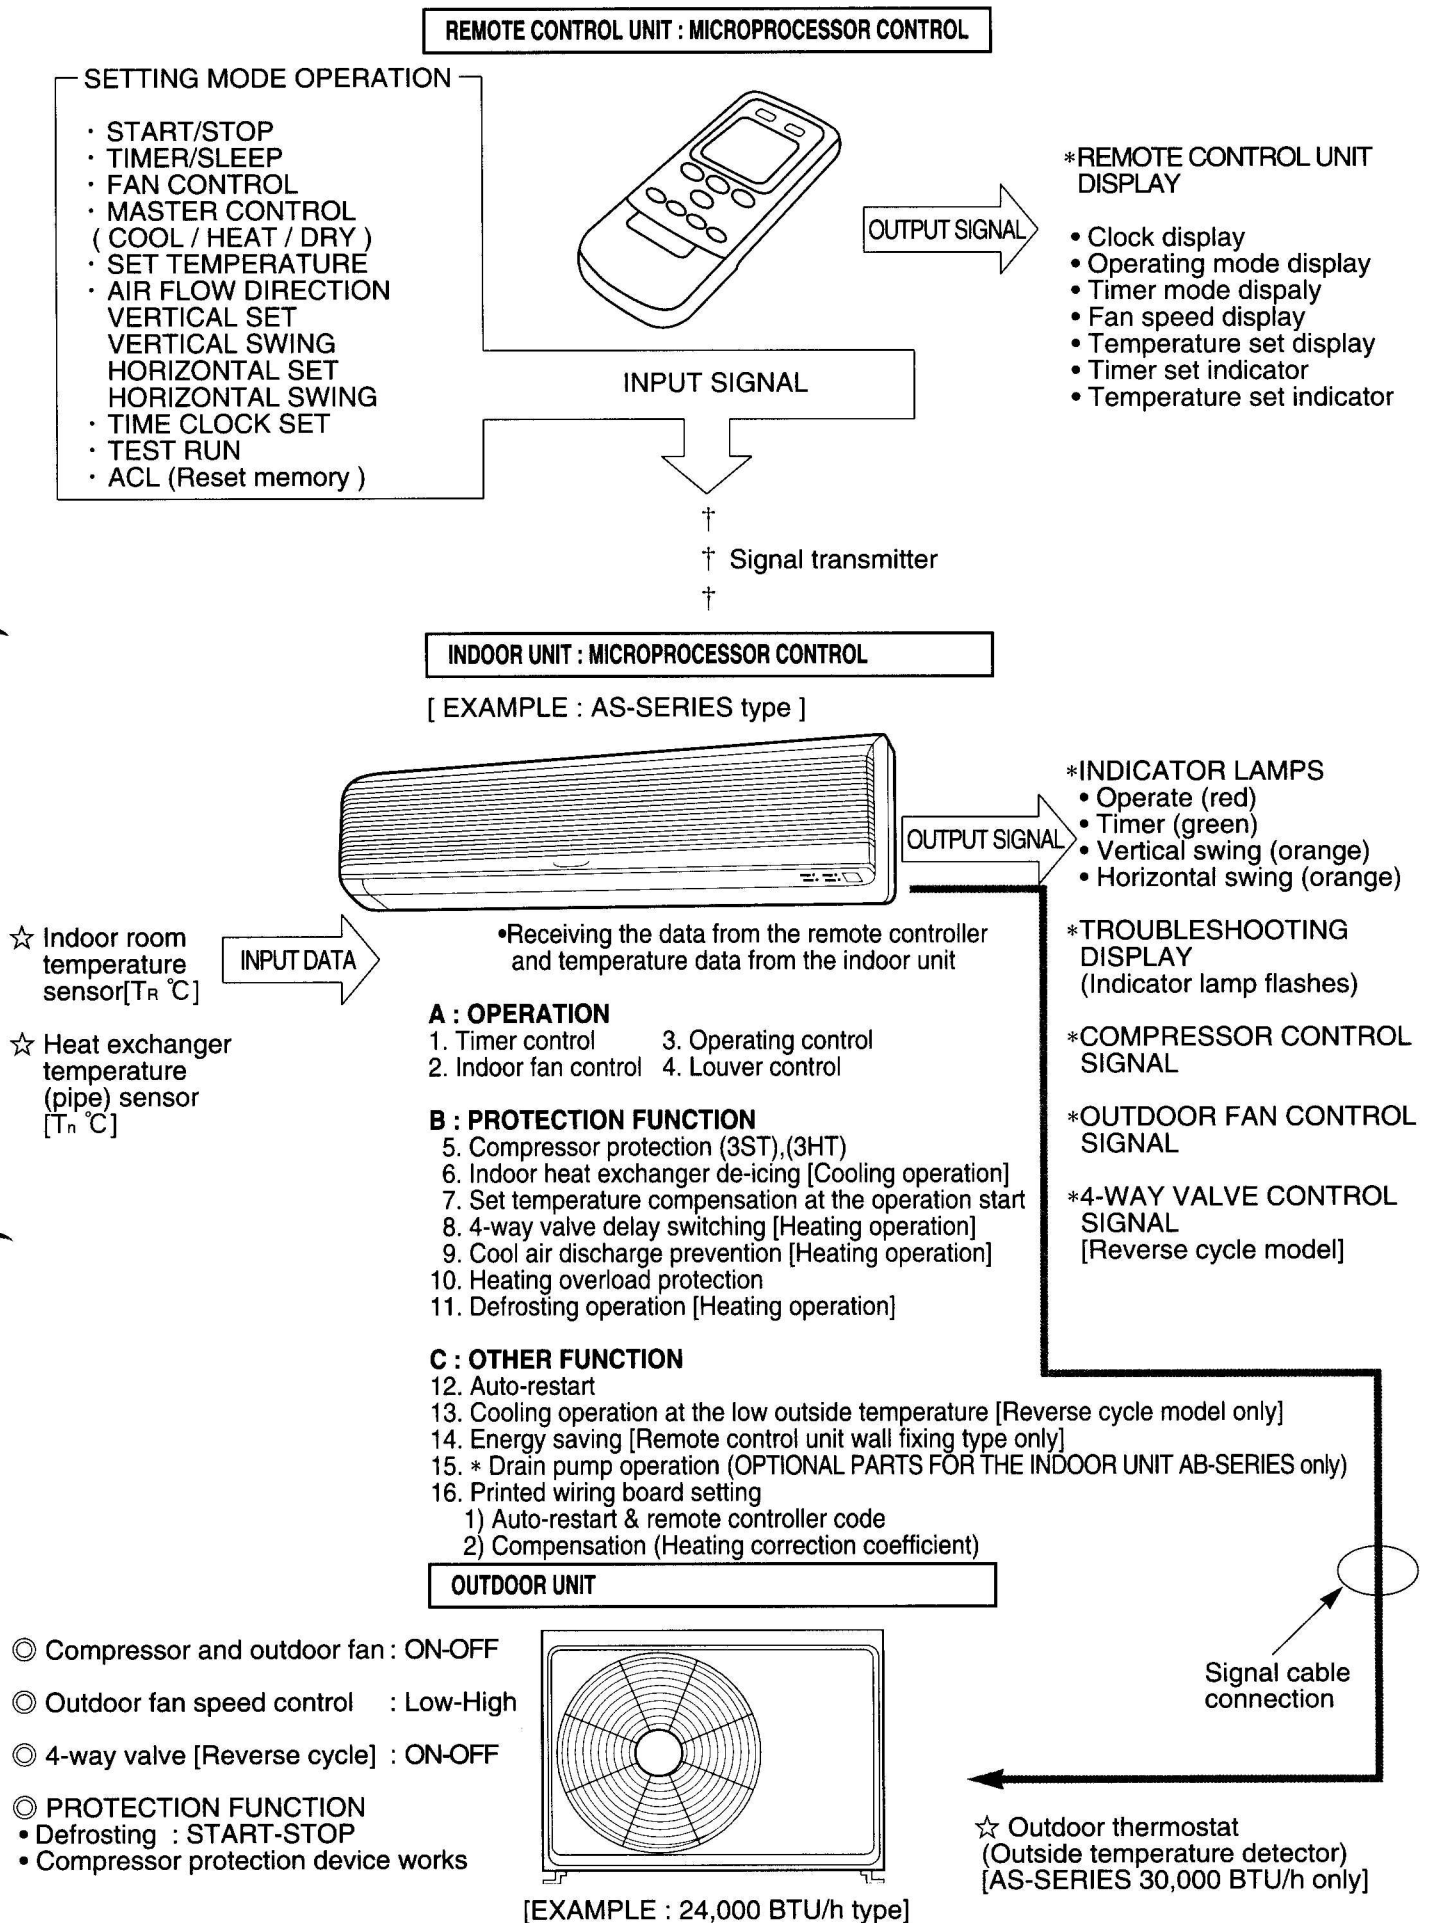 REMOTE CONTROL UNIT : MICROPROCESSOR CONTROL
SETTING MODE OPERATION
· START/STOP
· TIMER/SLEEP
· FAN CONTROL
· MASTER CONTROL
( COOL / HEAT / DRY )
· SET TEMPERATURE
· AIR FLOW DIRECTION
VERTICAL SET
VERTICAL SWING
HORIZONTAL SET
HORIZONTAL SWING
· TIME CLOCK SET
· TEST RUN
· ACL (Reset memory )
INPUT SIGNAL
OUTPUT SIGNAL
*REMOTE CONTROL UNIT
DISPLAY
• Clock display
• Operating mode display
• Timer mode dispaly
• Fan speed display
• Temperature set display
• Timer set indicator
• Temperature set indicator
†
† Signal transmitter
†
INDOOR UNIT : MICROPROCESSOR CONTROL
[ EXAMPLE : AS-SERIES type ]
OUTPUT SIGNAL
*INDICATOR LAMPS
• Operate (red)
• Timer (green)
• Vertical swing (orange)
• Horizontal swing (orange)
*TROUBLESHOOTING
DISPLAY
(Indicator lamp flashes)
*COMPRESSOR CONTROL
SIGNAL
*OUTDOOR FAN CONTROL
SIGNAL
*4-WAY VALVE CONTROL
SIGNAL
[Reverse cycle model]
☆ Indoor room
temperature
sensor[TR ℃]
☆ Heat exchanger
temperature
(pipe) sensor
[Tn ℃]
INPUT DATA
•Receiving the data from the remote controller
and temperature data from the indoor unit
A : OPERATION
1. Timer control 3. Operating control
2. Indoor fan control 4. Louver control
B : PROTECTION FUNCTION
5. Compressor protection (3ST),(3HT)
6. Indoor heat exchanger de-icing [Cooling operation]
7. Set temperature compensation at the operation start
8. 4-way valve delay switching [Heating operation]
9. Cool air discharge prevention [Heating operation]
10. Heating overload protection
11. Defrosting operation [Heating operation]
C : OTHER FUNCTION
12. Auto-restart
13. Cooling operation at the low outside temperature [Reverse cycle model only]
14. Energy saving [Remote control unit wall fixing type only]
15. * Drain pump operation (OPTIONAL PARTS FOR THE INDOOR UNIT AB-SERIES only)
16. Printed wiring board setting
1) Auto-restart & remote controller code
2) Compensation (Heating correction coefficient)
OUTDOOR UNIT
◎ Compressor and outdoor fan : ON-OFF
◎ Outdoor fan speed control : Low-High
◎ 4-way valve [Reverse cycle] : ON-OFF
◎ PROTECTION FUNCTION
• Defrosting : START-STOP
• Compressor protection device works
[EXAMPLE : 24,000 BTU/h type]
Signal cable
connection
☆ Outdoor thermostat
(Outside temperature detector)
[AS-SERIES 30,000 BTU/h only]